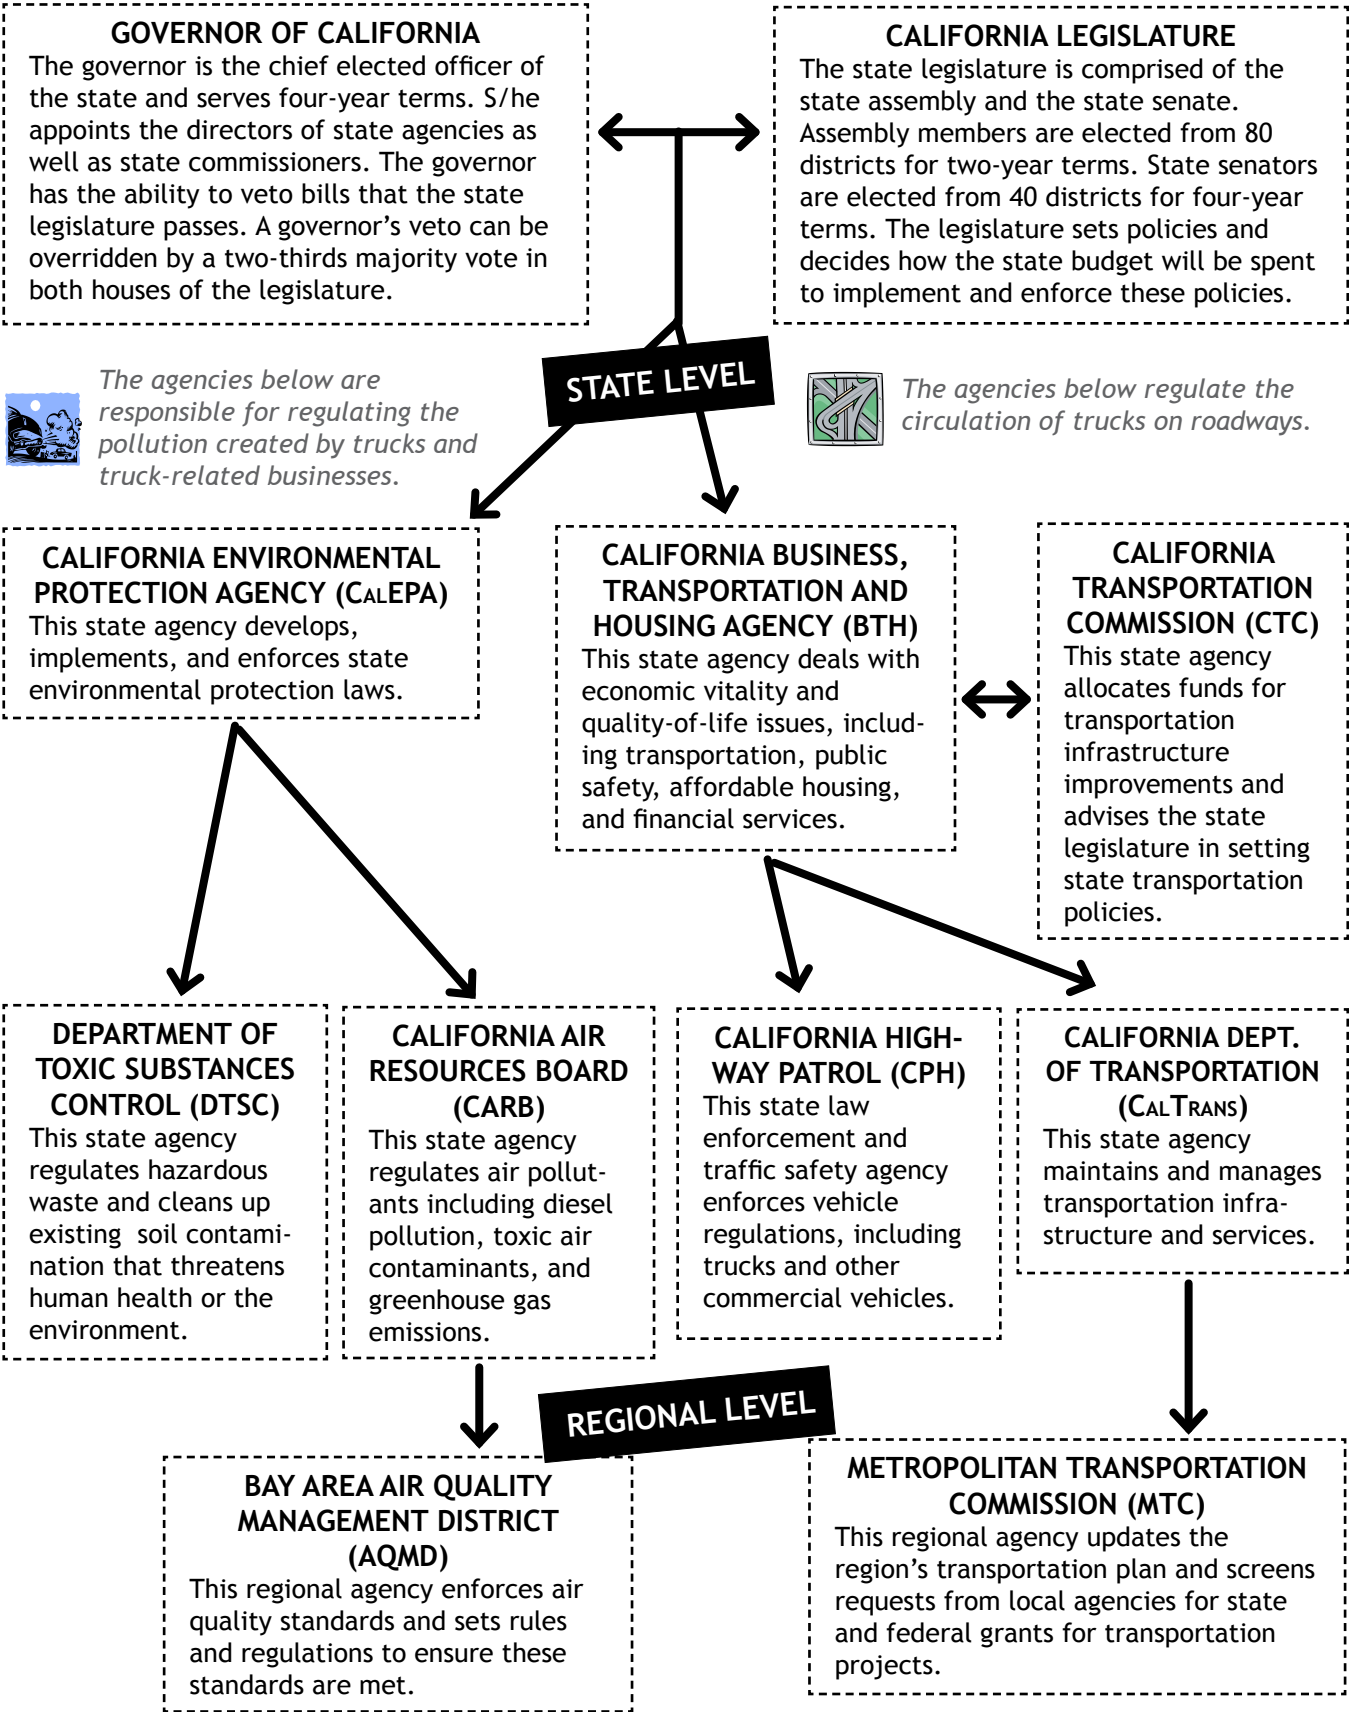 GOVERNOR OF CALIFORNIA
The governor is the chief elected officer of
the state and serves four-year terms. S/he
appoints the directors of state agencies as
well as state commissioners. The governor
has the ability to veto bills that the state
legislature passes. A governor’s veto can be
overridden by a two-thirds majority vote in
both houses of the legislature.
CALIFORNIA LEGISLATURE
The state legislature is comprised of the
state assembly and the state senate.
Assembly members are elected from 80
districts for two-year terms. State senators
are elected from 40 districts for four-year
terms. The legislature sets policies and
decides how the state budget will be spent
to implement and enforce these policies.
STATE LEVEL
The agencies below are
responsible for regulating the
pollution created by trucks and
truck-related businesses.
The agencies below regulate the
circulation of trucks on roadways.
CALIFORNIA ENVIRONMENTAL
PROTECTION AGENCY (CALEPA)
This state agency develops,
implements, and enforces state
environmental protection laws.
CALIFORNIA BUSINESS,
TRANSPORTATION AND
HOUSING AGENCY (BTH)
This state agency deals with
economic vitality and
quality-of-life issues, includ-
ing transportation, public
safety, affordable housing,
and financial services.
CALIFORNIA
TRANSPORTATION
COMMISSION (CTC)
This state agency
allocates funds for
transportation
infrastructure
improvements and
advises the state
legislature in setting
state transportation
policies.
DEPARTMENT OF
TOXIC SUBSTANCES
CONTROL (DTSC)
This state agency
regulates hazardous
waste and cleans up
existing  soil contami-
nation that threatens
human health or the
environment.
CALIFORNIA AIR
RESOURCES BOARD
(CARB)
This state agency
regulates air pollut-
ants including diesel
pollution, toxic air
contaminants, and
greenhouse gas
emissions.
CALIFORNIA HIGH-
WAY PATROL (CPH)
This state law
enforcement and
traffic safety agency
enforces vehicle
regulations, including
trucks and other
commercial vehicles.
CALIFORNIA DEPT.
OF TRANSPORTATION
(CALTRANS)
This state agency
maintains and manages
transportation infra-
structure and services.
REGIONAL LEVEL
BAY AREA AIR QUALITY
MANAGEMENT DISTRICT
(AQMD)
This regional agency enforces air
quality standards and sets rules
and regulations to ensure these
standards are met.
METROPOLITAN TRANSPORTATION
COMMISSION (MTC)
This regional agency updates the
region’s transportation plan and screens
requests from local agencies for state
and federal grants for transportation
projects.